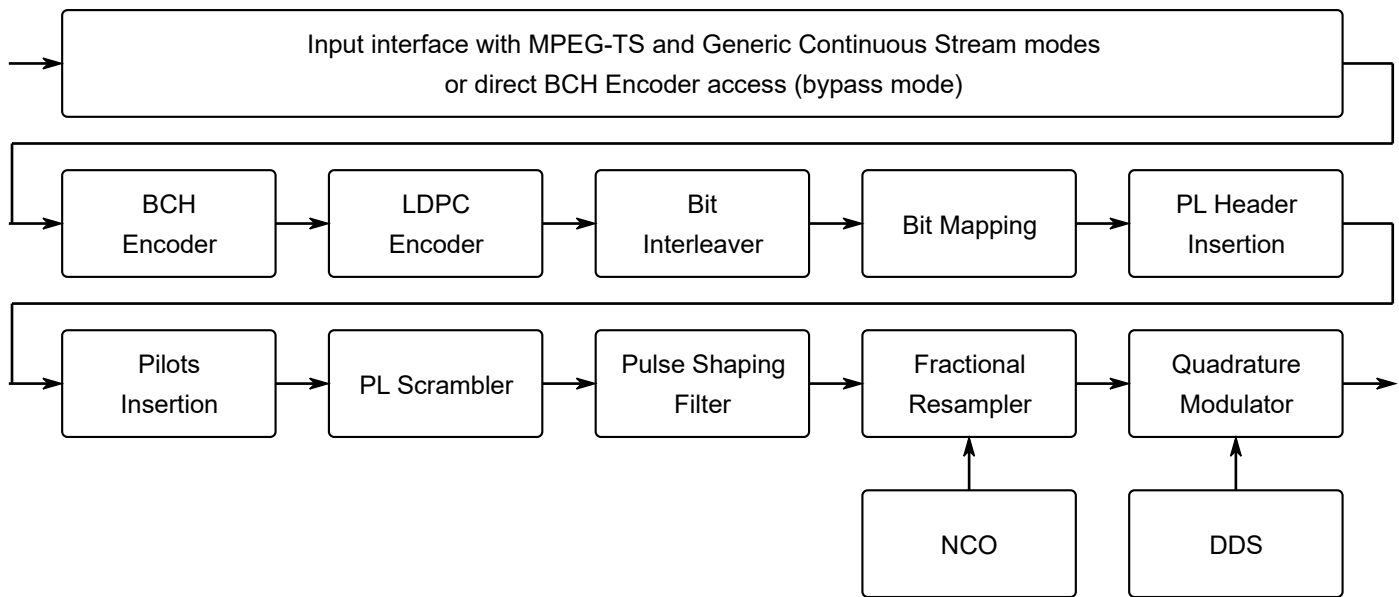 Input interface with MPEG-TS and Generic Continuous Stream modes
or direct BCH Encoder access (bypass mode)
BCH
Encoder
LDPC
Encoder
Bit
Interleaver
Bit Mapping
PL Header
Insertion
Pilots
Insertion
PL Scrambler
Pulse Shaping
Filter
Fractional
Resampler
Quadrature
Modulator
NCO
DDS